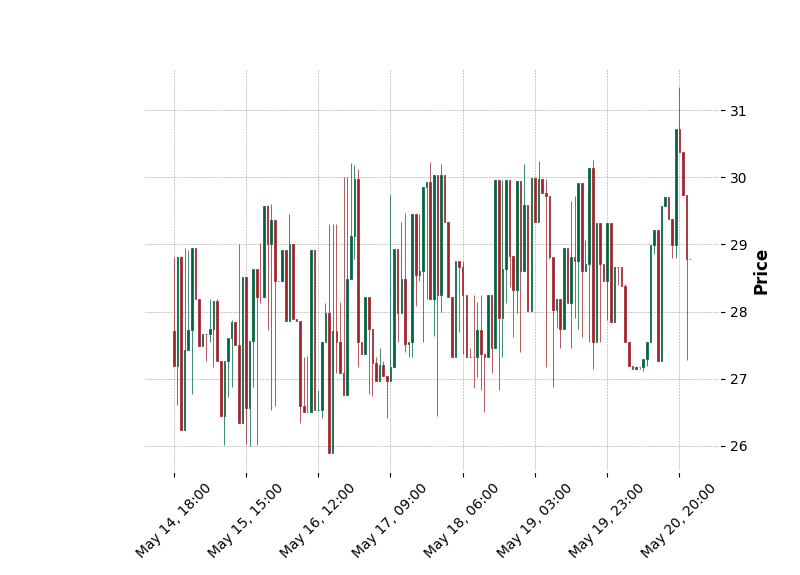 31
30
29
28
27
26
Price
May 14, 18:00
May 15, 15:00
May 16, 12:00
May 17, 09:00
May 18, 06:00
May 19, 03:00
May 19, 23:00
May 20, 20:00